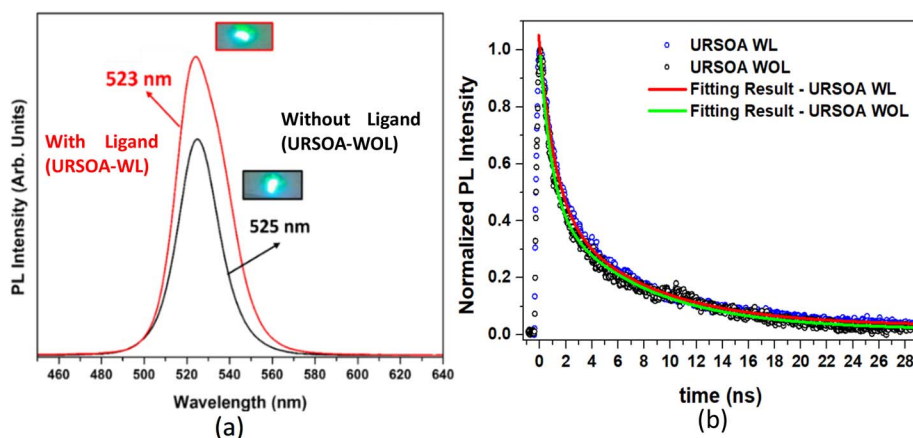 523 nm
With Ligand
(URSOA-WL)
Without Ligand
(URSOA-WOL)
525 nm
PL Intensity (Arb. Units)
460 480 500 520 540 560 580 600 620 640
Wavelength (nm)
(a)
URSOA WL
URSOA WOL
Fitting Result - URSOA WL
Fitting Result - URSOA WOL
Normalized PL Intensity
1.0
0.8
0.6
0.4
0.2
0.0
0 2 4 6 8 10 12 14 16 18 20 22 24 26 28
time (ns)
(b)